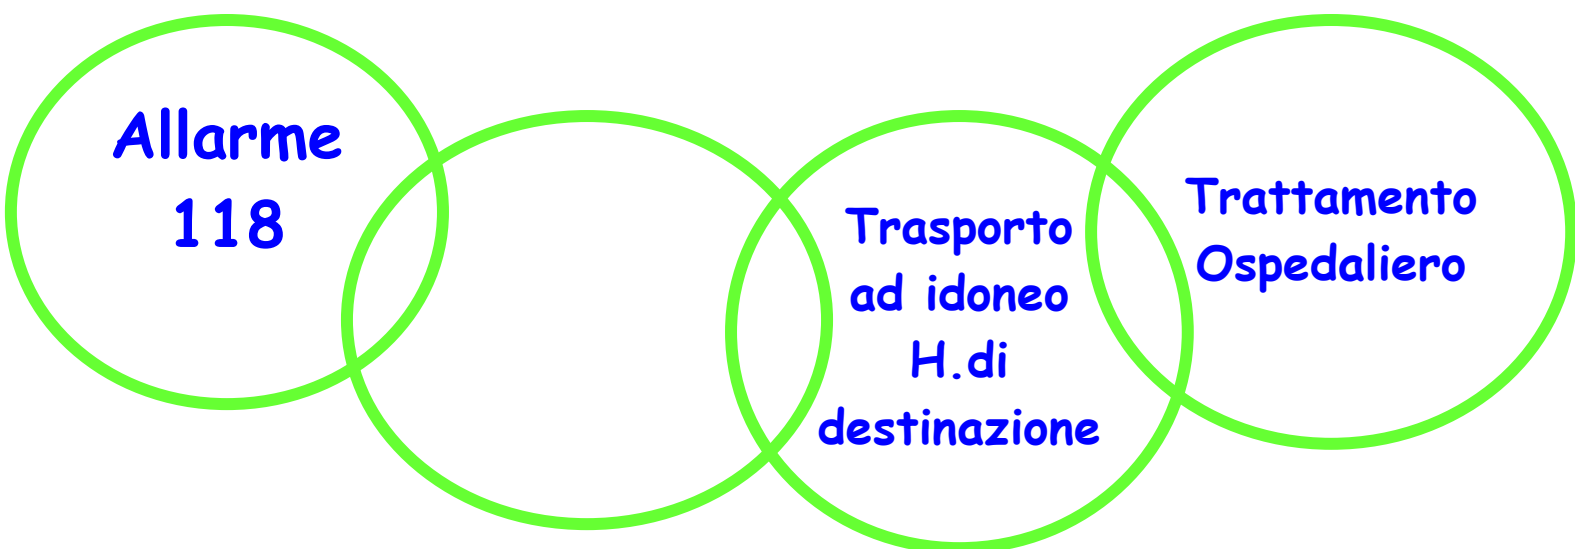 Allarme
118
Trasporto
ad idoneo
H.di
destinazione
Trattamento
Ospedaliero